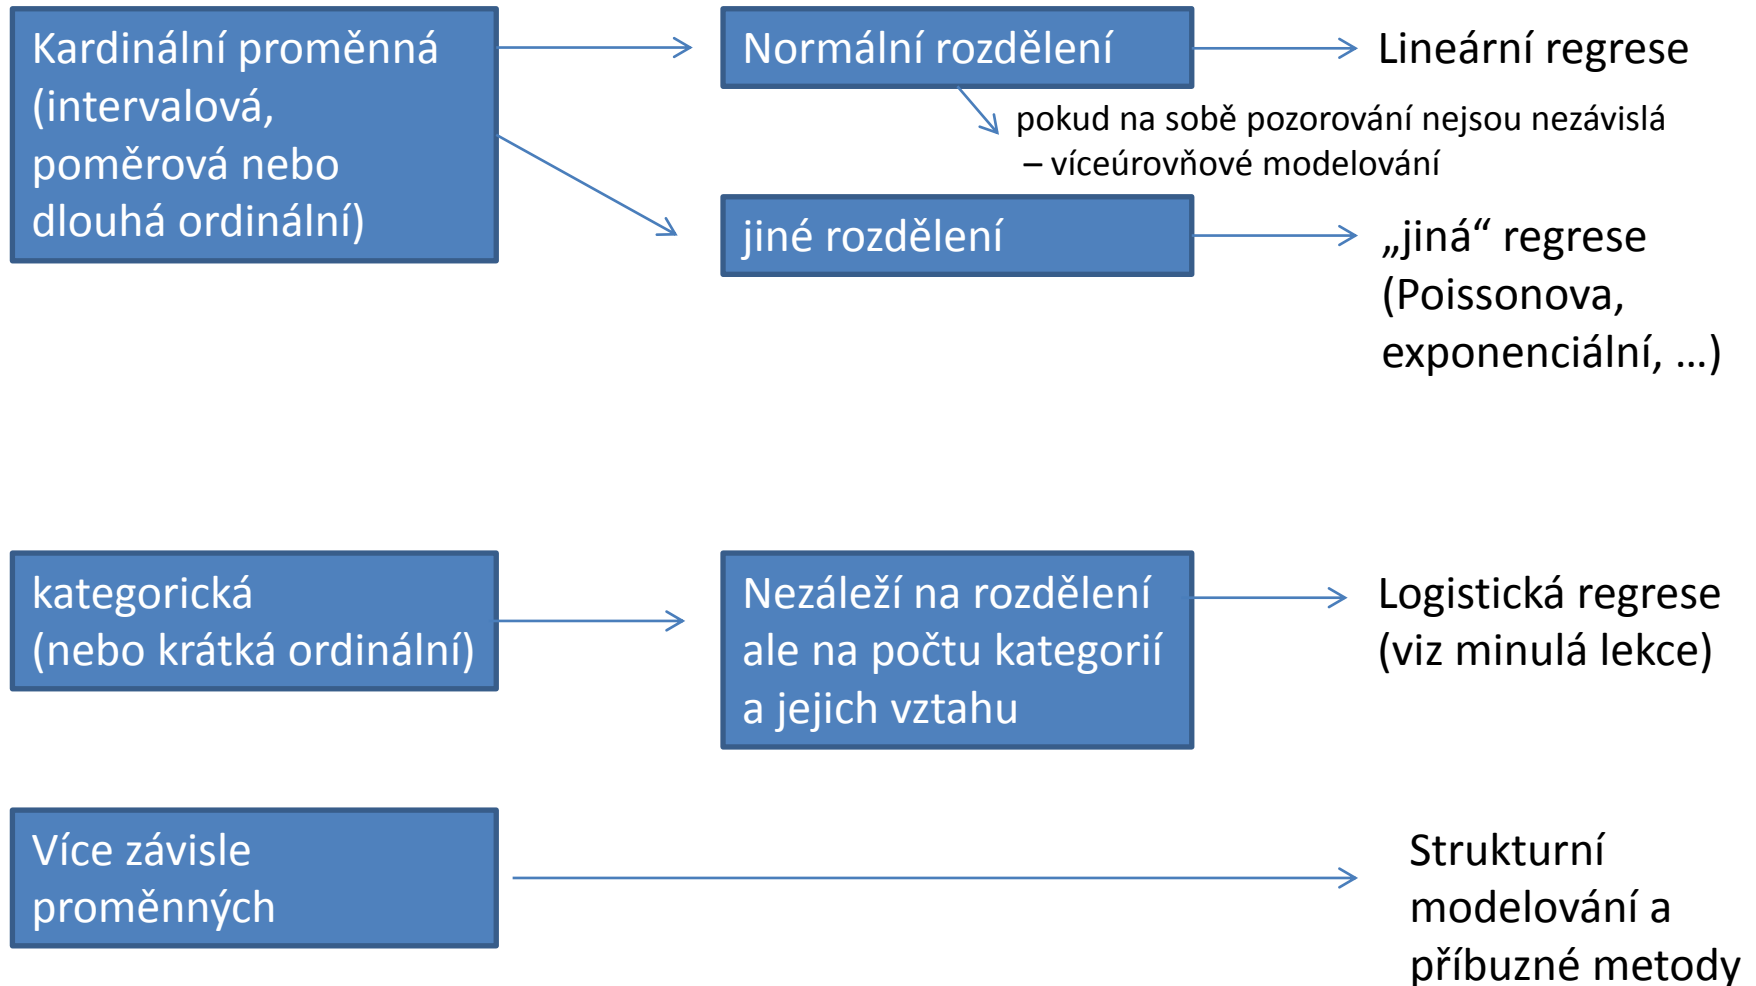 Kardinální proměnná
(intervalová,
poměrová nebo
dlouhá ordinální)
Normální rozdělení
Lineární regrese
pokud na sobě pozorování nejsou nezávislá
– víceúrovňové modelování
jiné rozdělení
„jiná“ regrese
(Poissonova,
exponenciální, …)
kategorická
(nebo krátká ordinální)
Nezáleží na rozdělení
ale na počtu kategorií
a jejich vztahu
Logistická regrese
(viz minulá lekce)
Více závisle
proměnných
Strukturní
modelování a
příbuzné metody